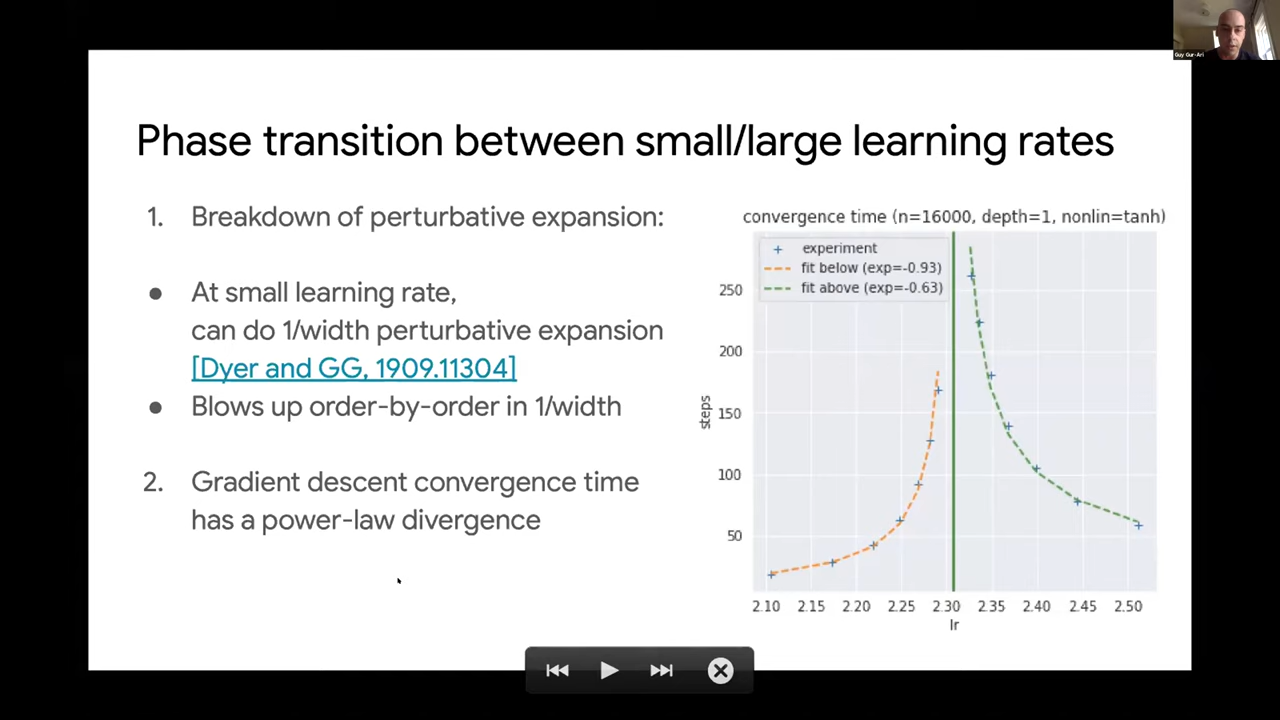 Guy Gur-Ari
Phase transition between small/large learning rates
1. Breakdown of perturbative expansion:
● At small learning rate,
can do 1/width perturbative expansion
[Dyer and GG, 1909.11304]
● Blows up order-by-order in 1/width
2. Gradient descent convergence time
has a power-law divergence
convergence time (n=16000, depth=1, nonlin=tanh)
experiment
fit below (exp=-0.93)
fit above (exp=-0.63)
250
200
150
100
50
steps
2.10 2.15 2.20 2.25 2.30 2.35 2.40 2.45 2.50
lr